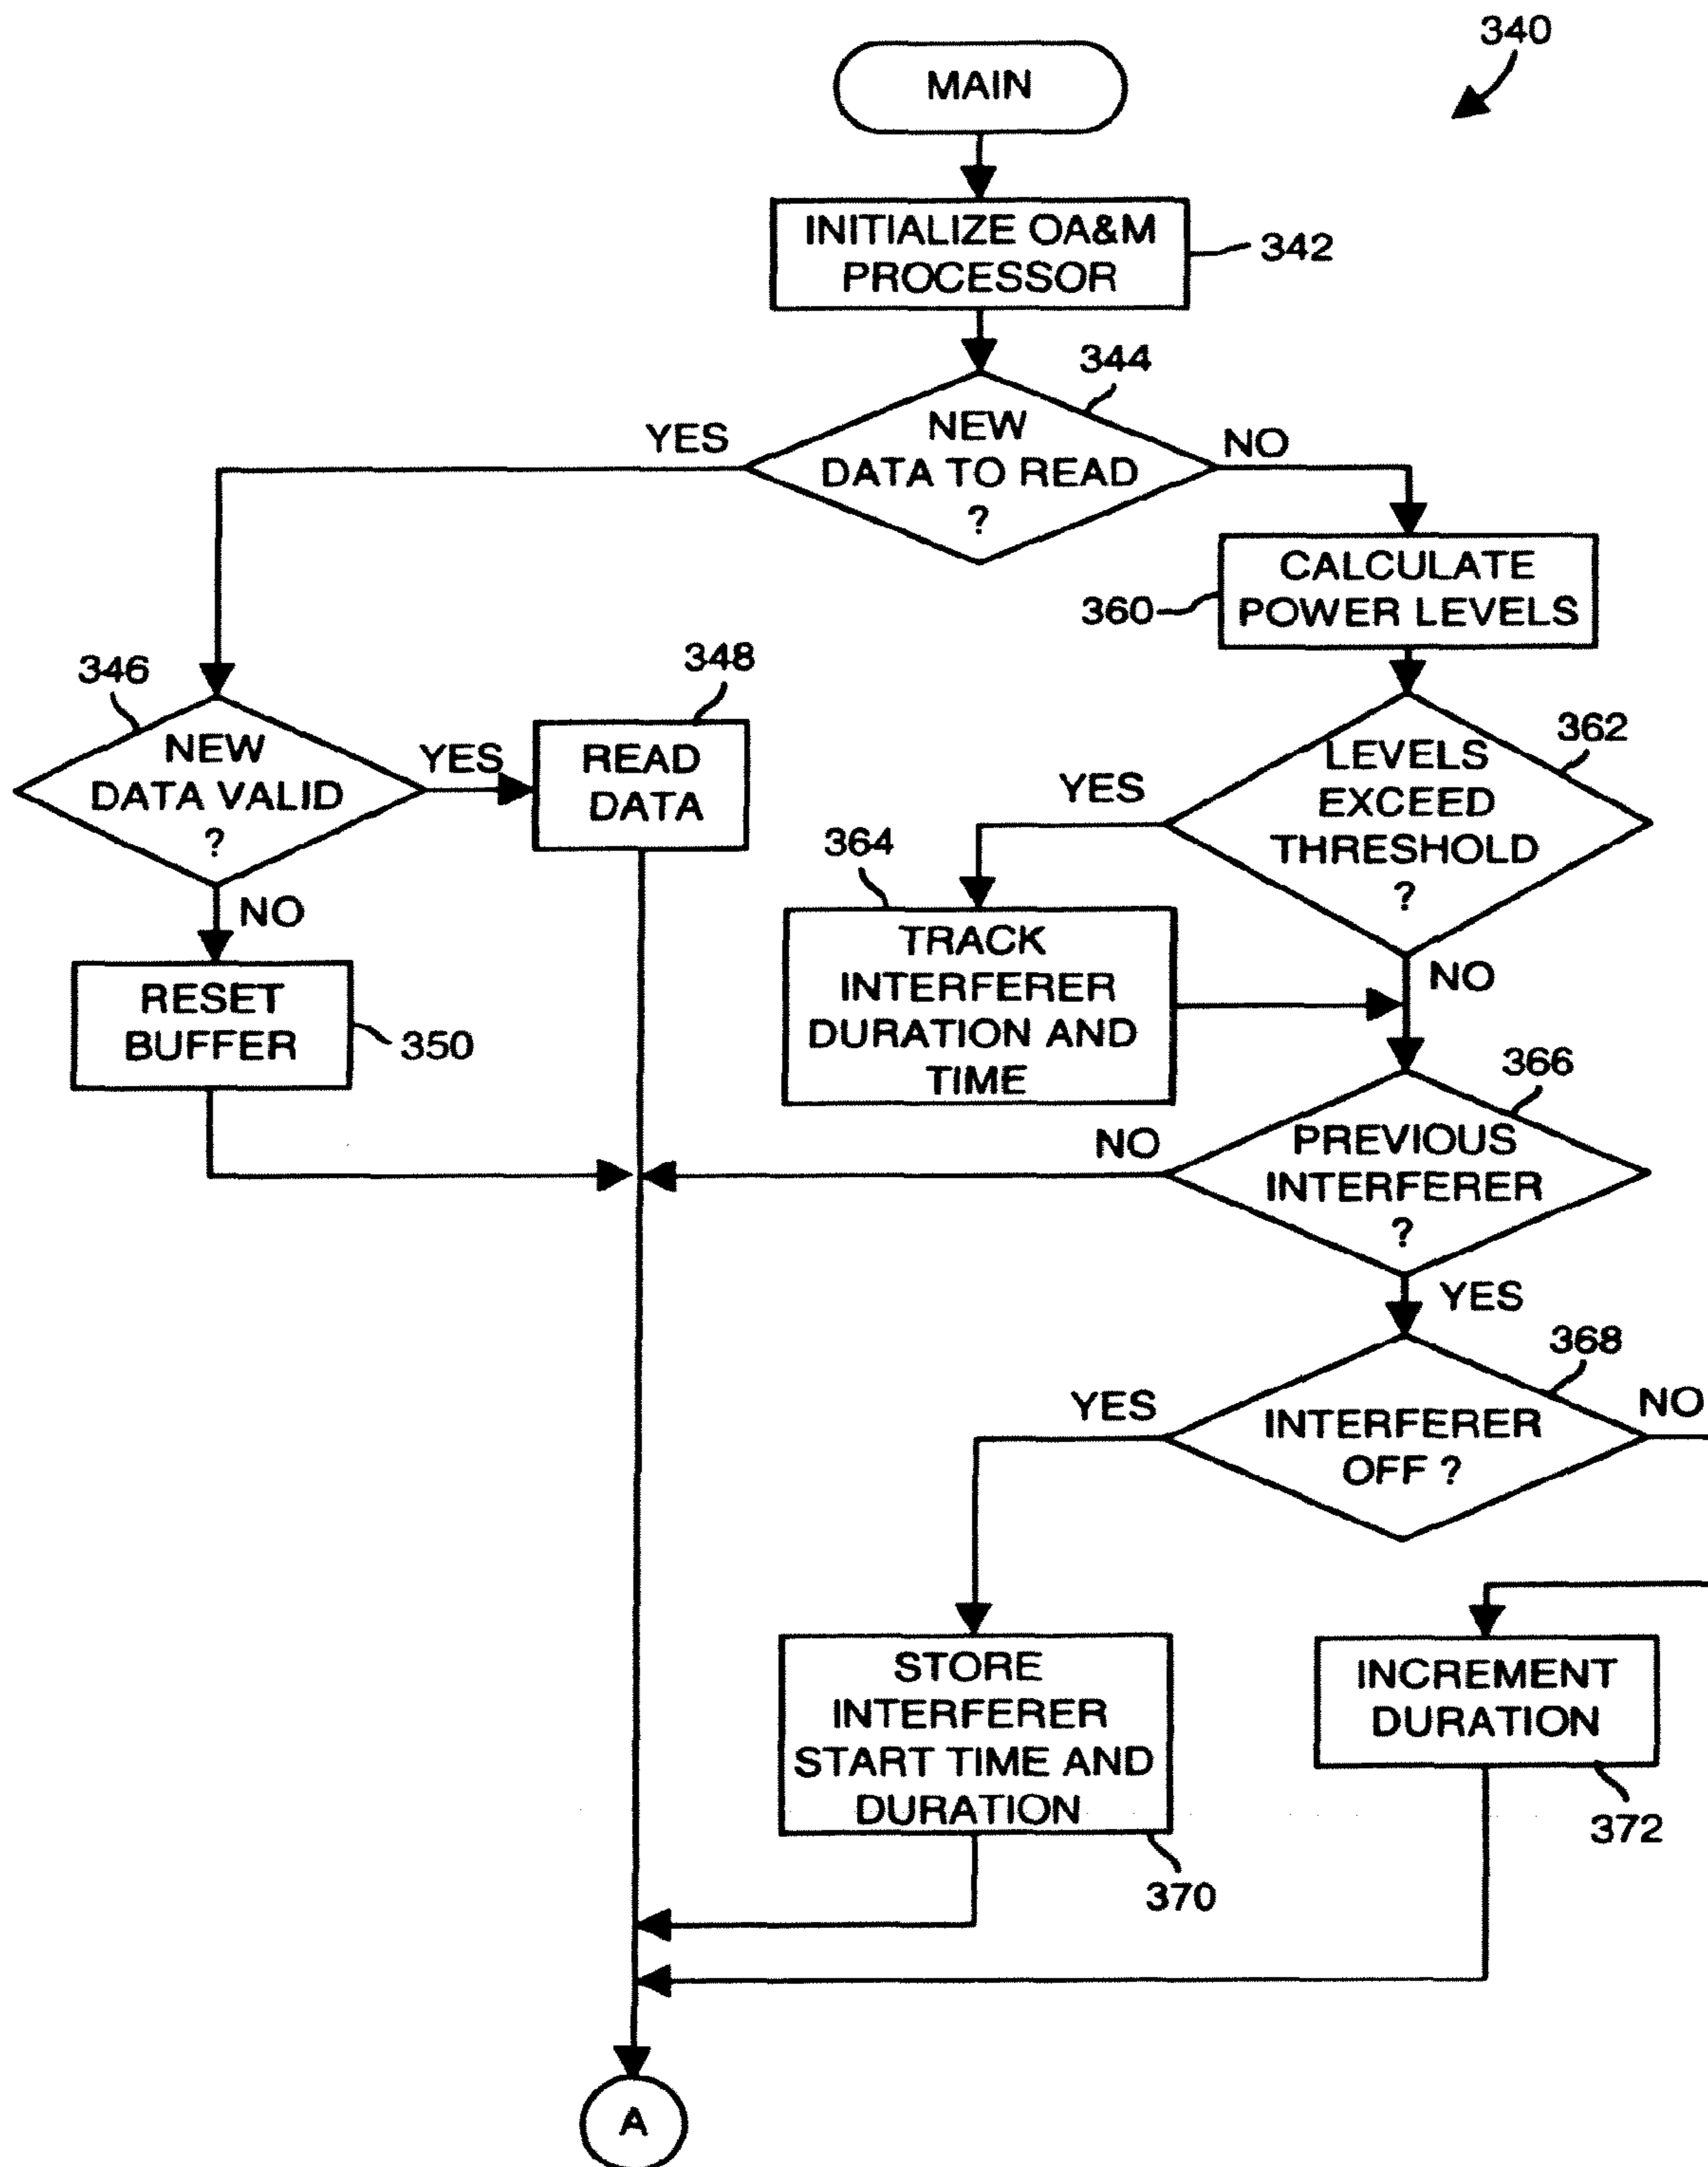 340
MAIN
INITIALIZE OA&M
PROCESSOR
342
344
YES
NEW
DATA TO READ
?
NO
CALCULATE
POWER LEVELS
360
346
NEW
DATA VALID
?
YES
348
READ
DATA
362
LEVELS
EXCEED
THRESHOLD
?
YES
364
TRACK
INTERFERER
DURATION AND
TIME
NO
NO
RESET
BUFFER
350
366
NO
PREVIOUS
INTERFERER
?
YES
368
YES
INTERFERER
OFF ?
NO
STORE
INTERFERER
START TIME AND
DURATION
370
INCREMENT
DURATION
372
A